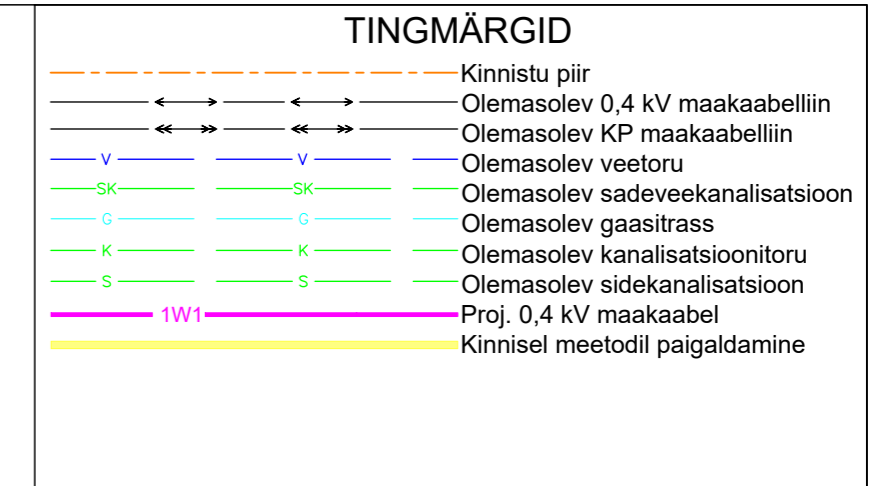 TINGMÄRGID
Kinnistu piir
Olemasolev 0,4 kV maakaabelliin
Olemasolev KP maakaabelliin
V V Olemasolev veetoru
SK SK Olemasolev sadeveekanalisatsioon
G G Olemasolev gaasitrass
K K Olemasolev kanalisatsioonitoru
S S Olemasolev sidekanalisatsioon
1W1 Proj. 0,4 kV maakaabel
Kinnisel meetodil paigaldamine